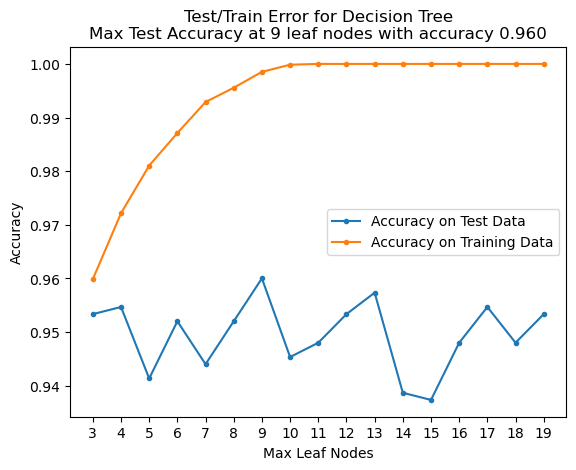 Test/Train Error for Decision Tree
Max Test Accuracy at 9 leaf nodes with accuracy 0.960
1.00
0.99
0.98
0.97
0.96
0.95
0.94
Accuracy
Accuracy on Test Data
Accuracy on Training Data
3 4 5 6 7 8 9 10 11 12 13 14 15 16 17 18 19
Max Leaf Nodes